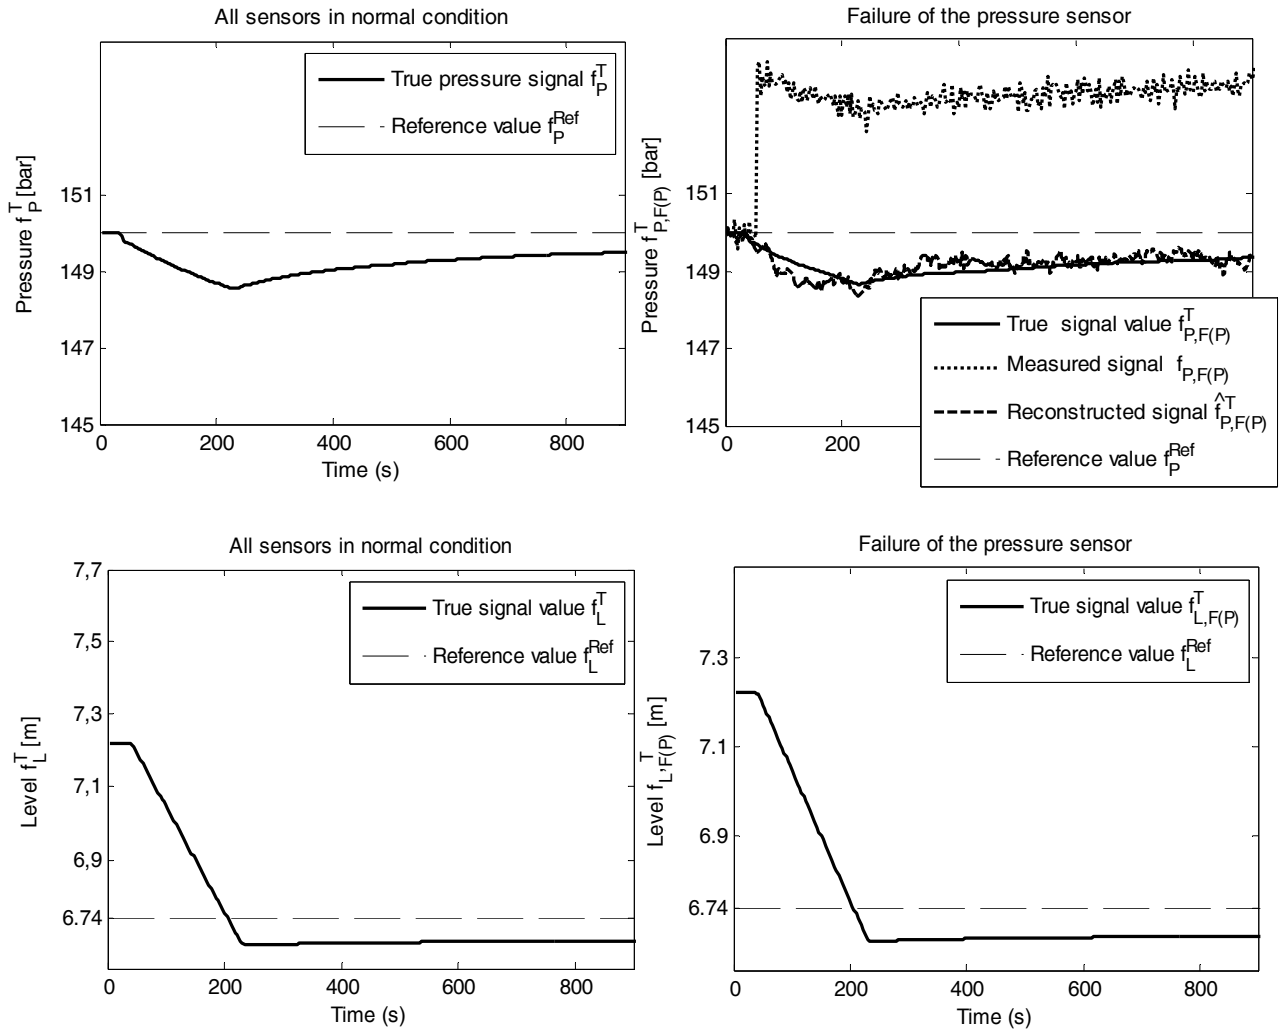 All sensors in normal condition
True pressure signal f_P^T
Reference value f_P^Ref
Pressure f_P^T [bar]
151
149
147
145
0 200 400 600 800
Time (s)
Failure of the pressure sensor
Pressure f_P,F(P)^T [bar]
151
149
147
145
0 200
True signal value f_P,F(P)^T
Measured signal f_P,F(P)
Reconstructed signal f̂_P,F(P)^T
Reference value f_P^Ref
All sensors in normal condition
True signal value f_L^T
Reference value f_L^Ref
Level f_L^T [m]
7,7
7,5
7,3
7,1
6,9
6.74
0 200 400 600 800
Time (s)
Failure of the pressure sensor
True signal value f_L,F(P)^T
Reference value f_L^Ref
Level f_L,F(P)^T [m]
7.3
7.1
6.9
6.74
0 200 400 600 800
Time (s)